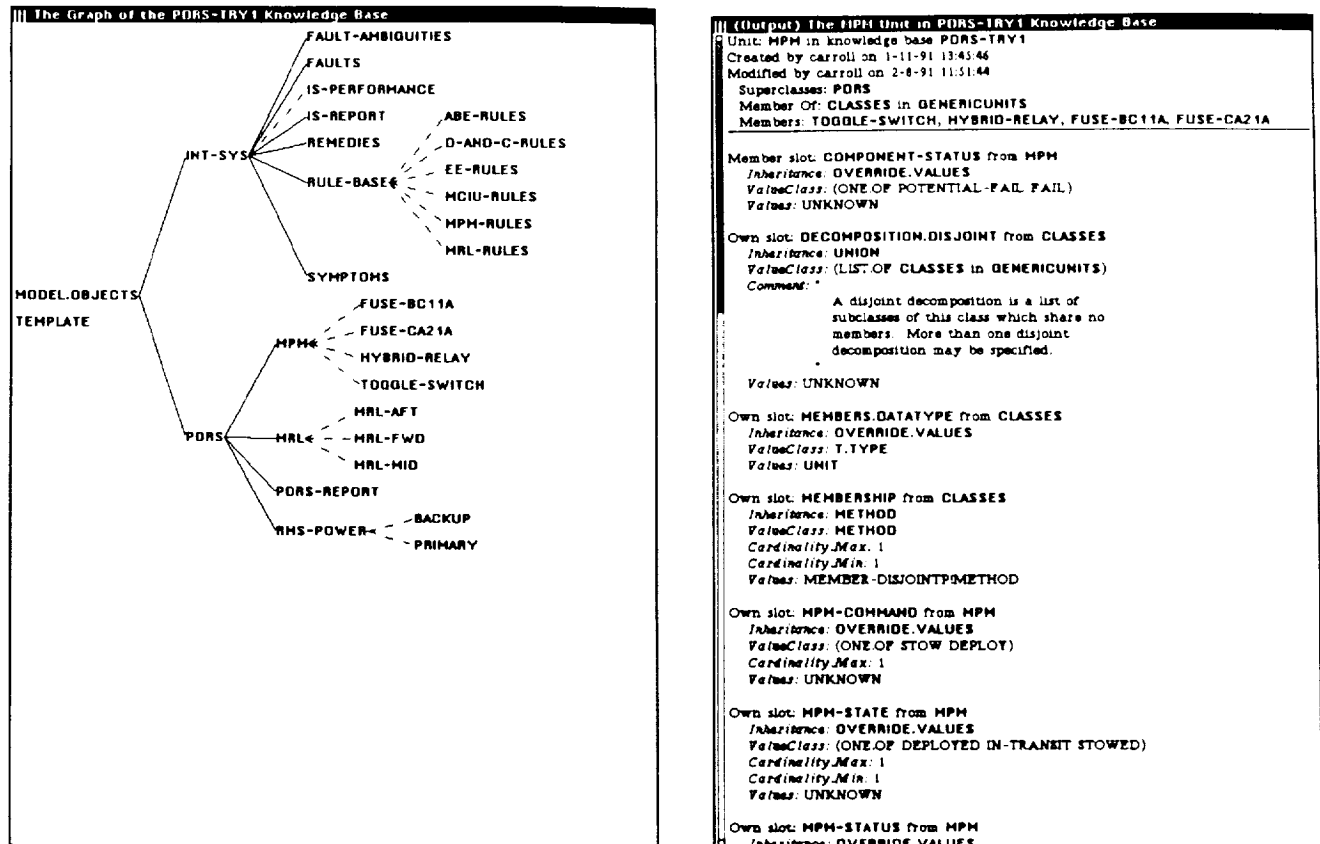 The Graph of the PDRS-TRY1 Knowledge Base
FAULT-AMBIGUITIES
FAULTS
IS-PERFORMANCE
IS-REPORT
REMEDIES
INT-SYS
RULE-BASE
ABE-RULES
D-AND-C-RULES
EE-RULES
MCIU-RULES
MPM-RULES
MRL-RULES
SYMPTOMS
MODEL.OBJECTS
TEMPLATE
FUSE-BC11A
FUSE-CA21A
MPM
HYBRID-RELAY
TOGGLE-SWITCH
MRL-AFT
PDRS
MRL
MRL-FWD
MRL-MID
PDRS-REPORT
RMS-POWER
BACKUP
PRIMARY
(Output) The MPM Unit in PDRS-TRY1 Knowledge Base
Unit: MPM in knowledge base PDRS-TRY1
Created by carroll on 1-11-91 13:45:46
Modified by carroll on 2-8-91 11:51:44
Superclasses: PDRS
Member Of: CLASSES in GENERICUNITS
Members: TOGGLE-SWITCH, HYBRID-RELAY, FUSE-BC11A, FUSE-CA21A
Member slot: COMPONENT-STATUS from MPM
Inheritance: OVERRIDE.VALUES
ValueClass: (ONE.OF POTENTIAL-FAIL FAIL)
Values: UNKNOWN
Own slot: DECOMPOSITION.DISJOINT from CLASSES
Inheritance: UNION
ValueClass: (LIST.OF CLASSES in GENERICUNITS)
Comment: "
A disjoint decomposition is a list of
subclasses of this class which share no
members. More than one disjoint
decomposition may be specified.
"
Values: UNKNOWN
Own slot: MEMBERS.DATATYPE from CLASSES
Inheritance: OVERRIDE.VALUES
ValueClass: T.TYPE
Values: UNIT
Own slot: MEMBERSHIP from CLASSES
Inheritance: METHOD
ValueClass: METHOD
Cardinality.Max: 1
Cardinality.Min: 1
Values: MEMBER-DISJOINTP!METHOD
Own slot: MPM-COMMAND from MPM
Inheritance: OVERRIDE.VALUES
ValueClass: (ONE.OF STOW DEPLOY)
Cardinality.Max: 1
Values: UNKNOWN
Own slot: MPM-STATE from MPM
Inheritance: OVERRIDE.VALUES
ValueClass: (ONE.OF DEPLOYED IN-TRANSIT STOWED)
Cardinality.Max: 1
Cardinality.Min: 1
Values: UNKNOWN
Own slot: MPM-STATUS from MPM
Inheritance: OVERRIDE.VALUES